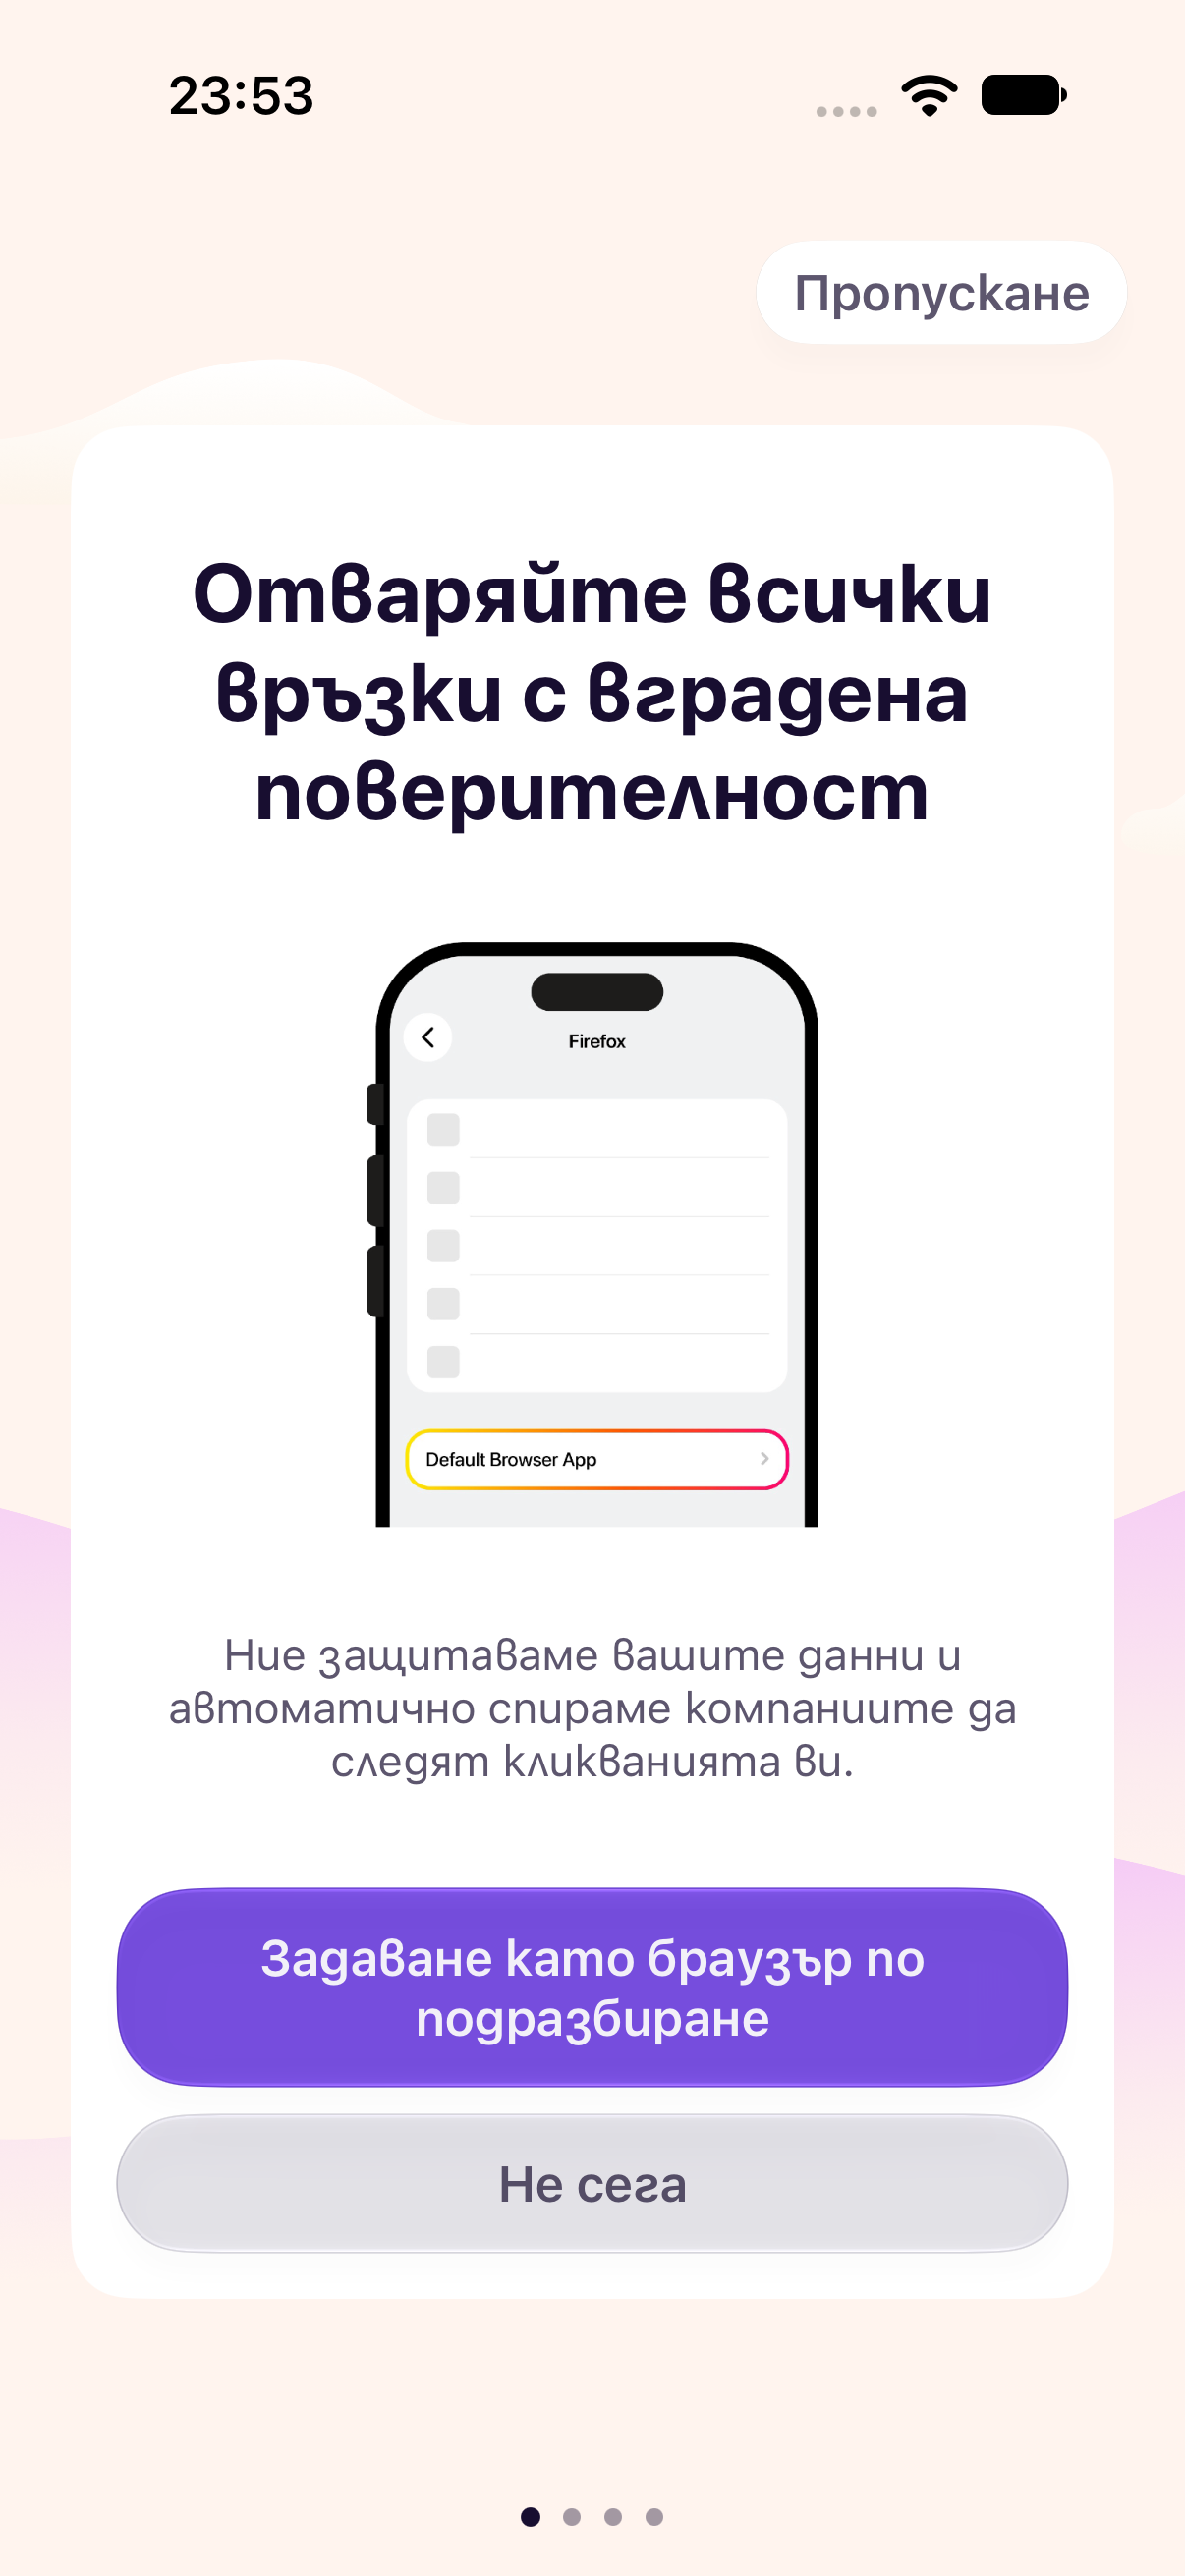 23:53
Пропускане
Отваряйте всички
връзки с вградена
поверителност
Firefox
Default Browser App
Ние защитаваме вашите данни и
автоматично спираме компаниите да
следят кликванията ви.
Задаване като браузър по
подразбиране
Не сега